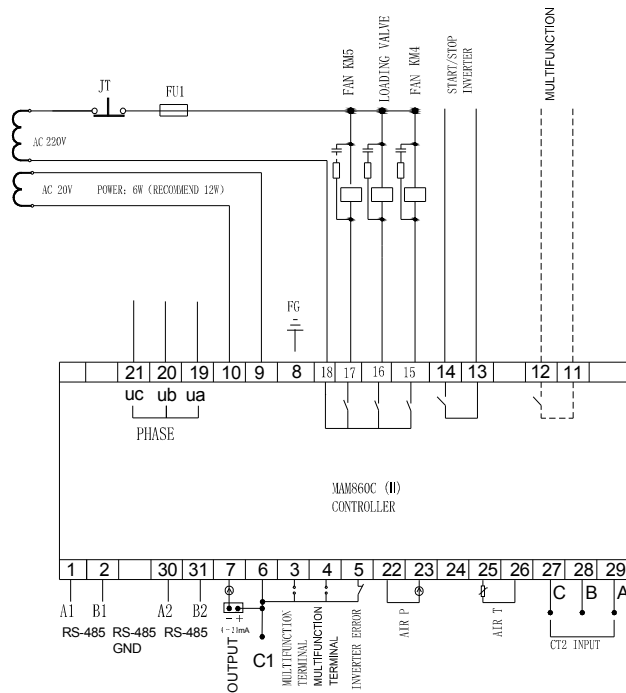 JT
FU1
FAN KM5
LOADING VALVE
FAN KM4
START/STOP
INVERTER
MULTIFUNCTION
AC 220V
AC 20V
POWER: 6W (RECOMMEND 12W)
FG
21 20 19 10 9 8 18 17 16 15 14 13 12 11
uc ub ua
PHASE
MAM860C (II)
CONTROLLER
1 2 30 31 7 6 3 4 5 22 23 24 25 26 27 28 29
A1 B1 A2 B2
C B A
RS-485 RS-485 RS-485
GND
- +
OUTPUT
C1
MULTIFUNCTION
TERMINAL
MULTIFUNCTION
TERMINAL
INVERTER ERROR
AIR P
AIR T
CT2 INPUT